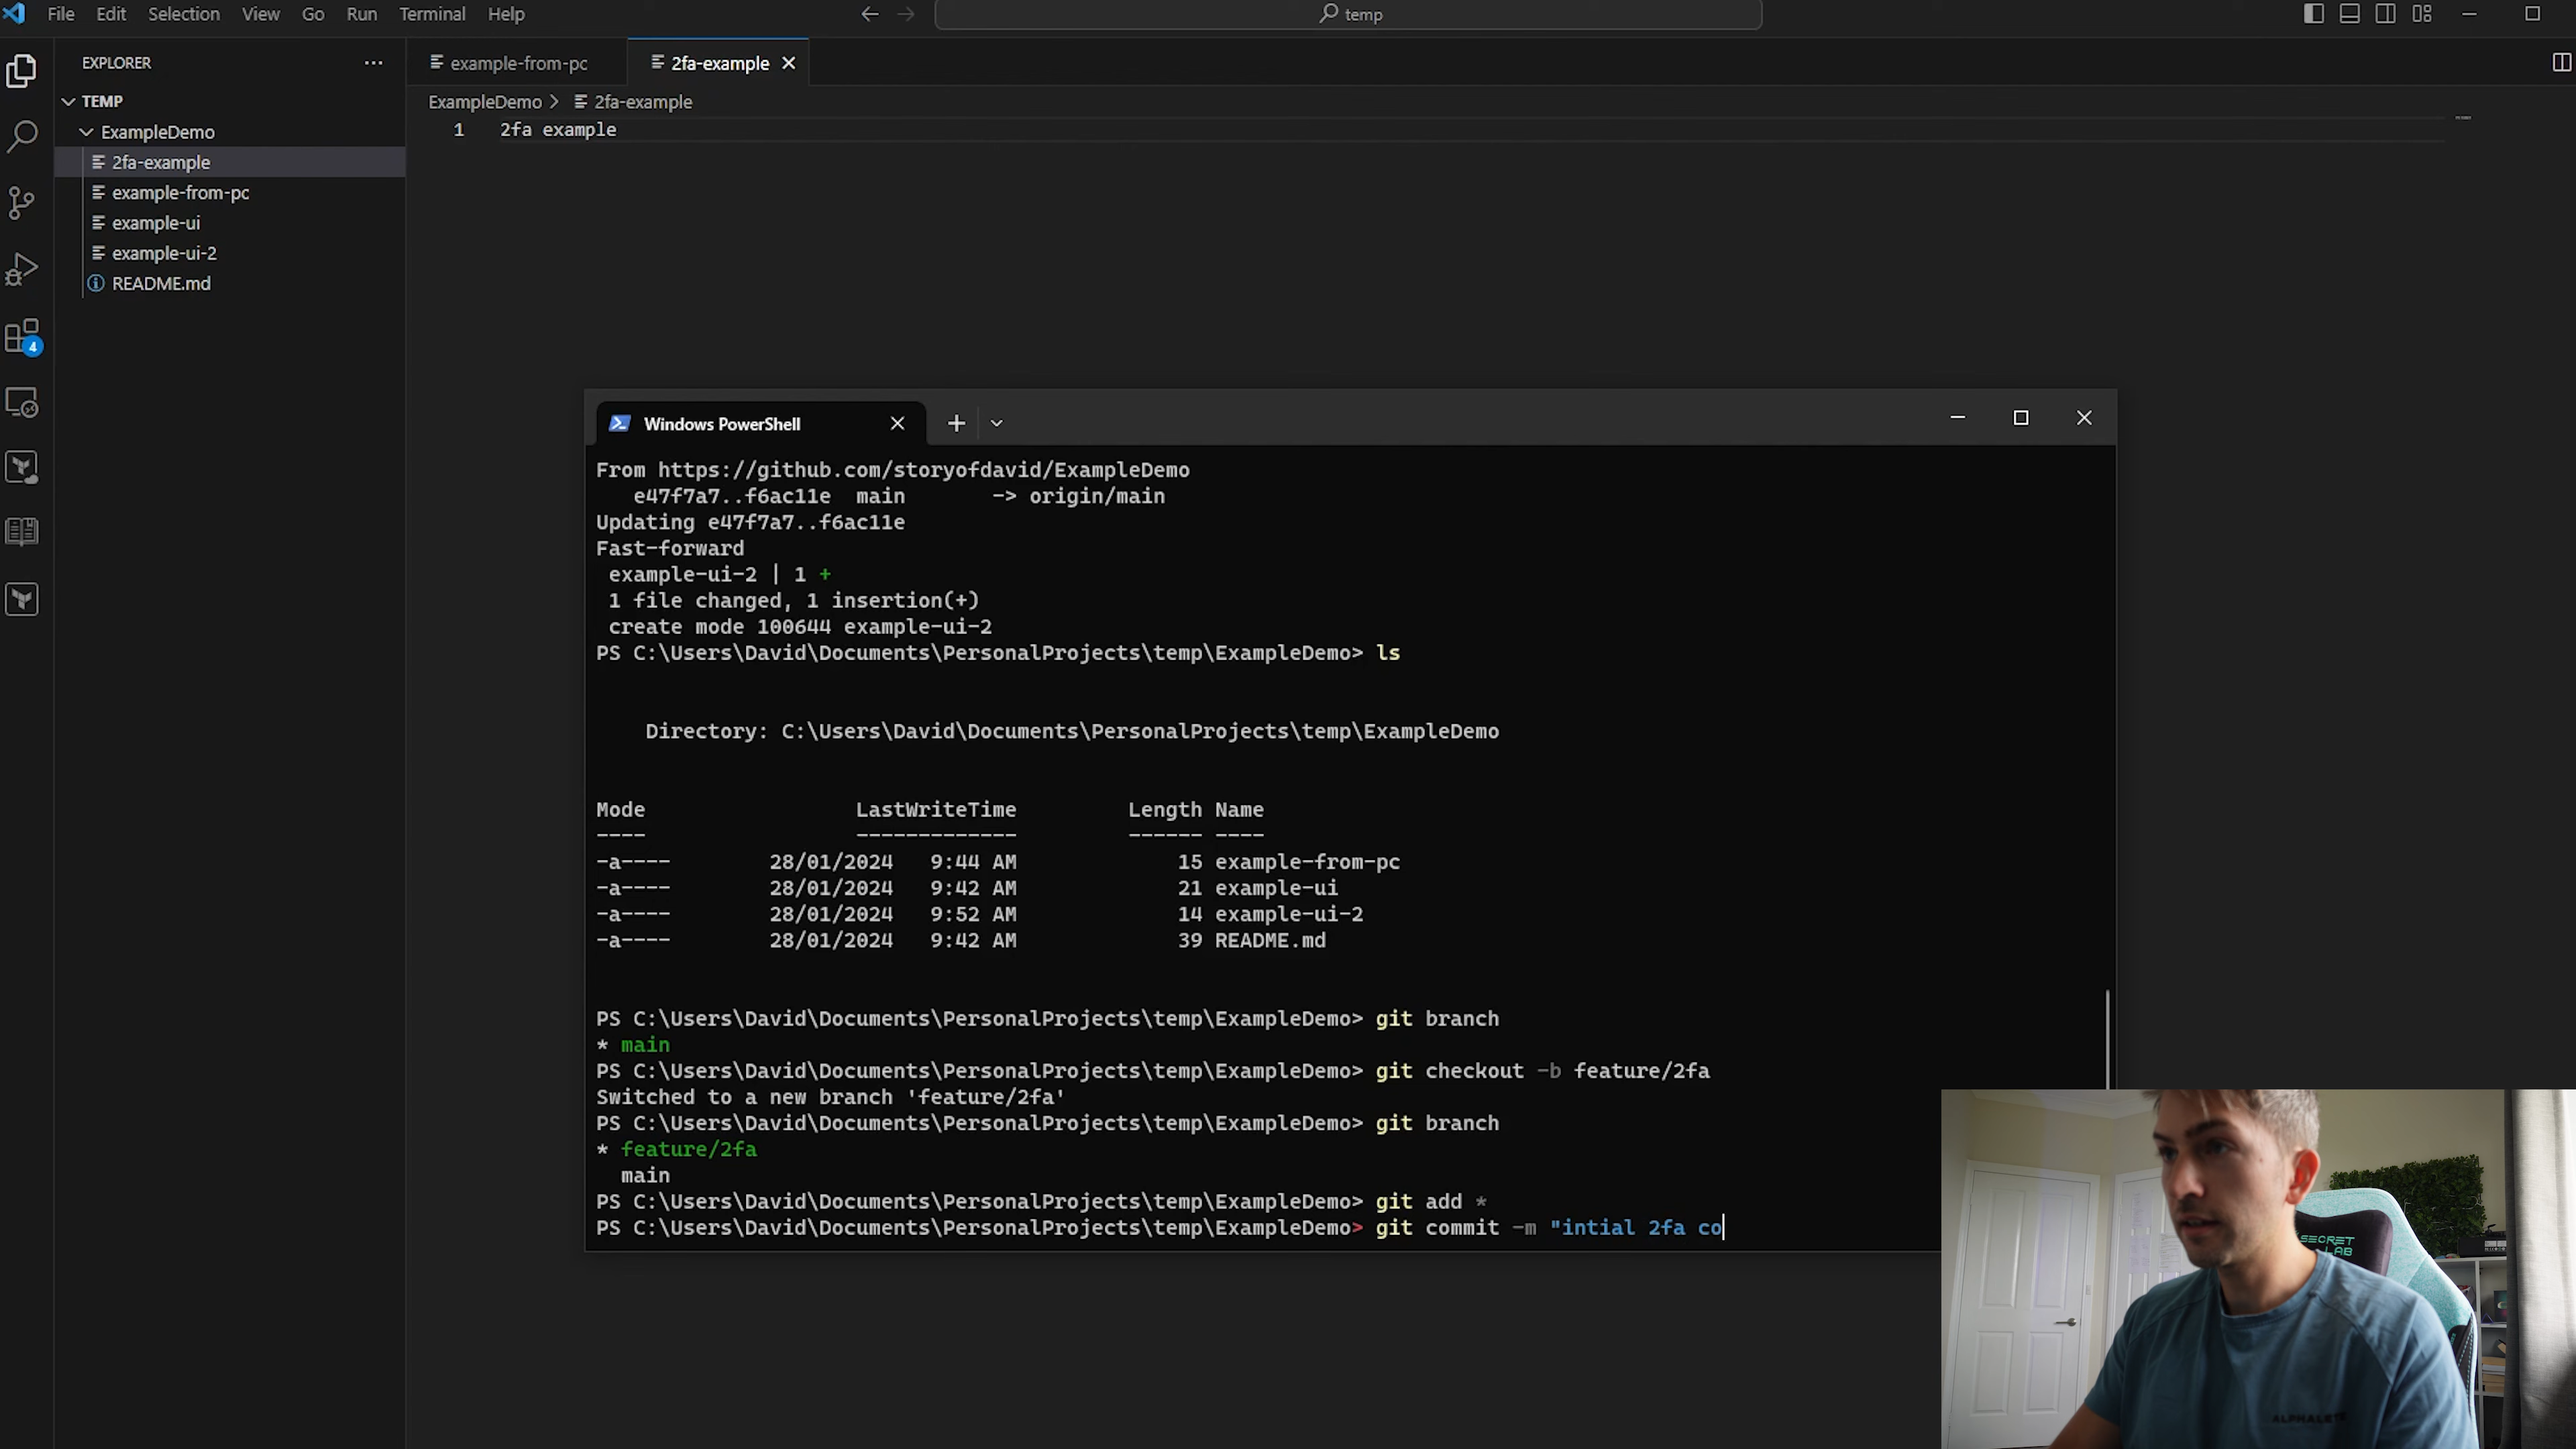 File Edit Selection View Go Run Terminal Help
temp
EXPLORER
TEMP
ExampleDemo
2fa-example
example-from-pc
example-ui
example-ui-2
README.md
4
example-from-pc
2fa-example
ExampleDemo > 2fa-example
1 2fa example
Windows PowerShell
From https://github.com/storyofdavid/ExampleDemo
e47f7a7..f6ac11e main -> origin/main
Updating e47f7a7..f6ac11e
Fast-forward
example-ui-2 | 1 +
1 file changed, 1 insertion(+)
create mode 100644 example-ui-2
PS C:\Users\David\Documents\PersonalProjects\temp\ExampleDemo> ls
Directory: C:\Users\David\Documents\PersonalProjects\temp\ExampleDemo
Mode LastWriteTime Length Name
---- ------------- ------ ----
-a---- 28/01/2024 9:44 AM 15 example-from-pc
-a---- 28/01/2024 9:42 AM 21 example-ui
-a---- 28/01/2024 9:52 AM 14 example-ui-2
-a---- 28/01/2024 9:42 AM 39 README.md
PS C:\Users\David\Documents\PersonalProjects\temp\ExampleDemo> git branch
* main
PS C:\Users\David\Documents\PersonalProjects\temp\ExampleDemo> git checkout -b feature/2fa
Switched to a new branch 'feature/2fa'
PS C:\Users\David\Documents\PersonalProjects\temp\ExampleDemo> git branch
* feature/2fa
main
PS C:\Users\David\Documents\PersonalProjects\temp\ExampleDemo> git add *
PS C:\Users\David\Documents\PersonalProjects\temp\ExampleDemo> git commit -m "intial 2fa co
SECRET
LAB
ALPHALETE